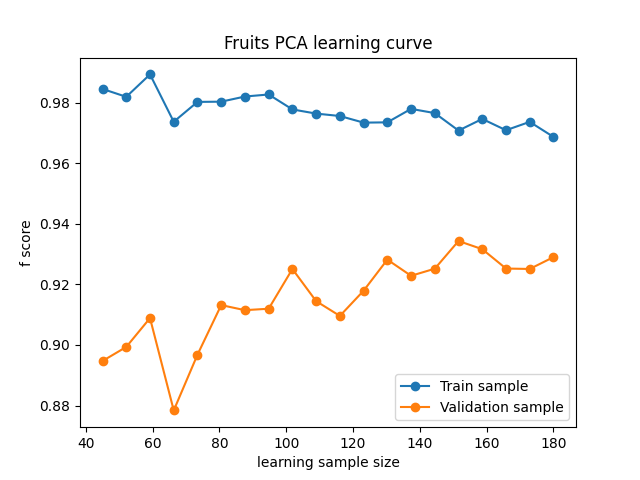 Fruits PCA learning curve
f score
0.98
0.96
0.94
0.92
0.90
0.88
Train sample
Validation sample
40 60 80 100 120 140 160 180
learning sample size